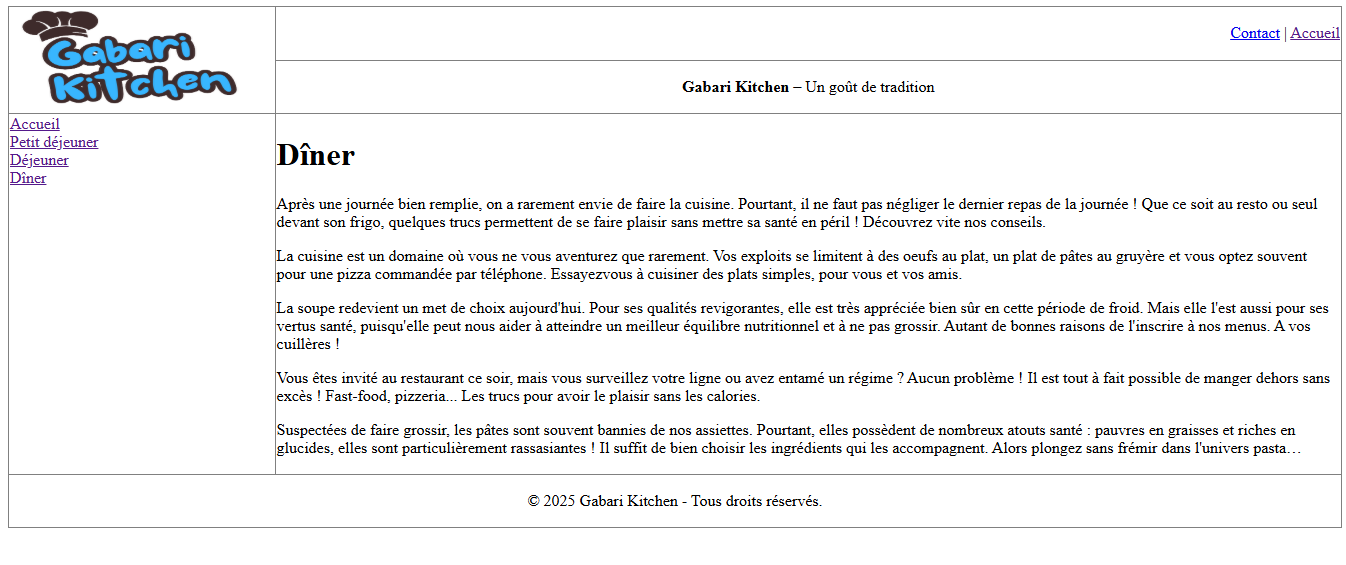 Gabari
Kitchen
Contact | Accueil
Gabari Kitchen – Un goût de tradition
Accueil
Petit déjeuner
Déjeuner
Dîner
Dîner
Après une journée bien remplie, on a rarement envie de faire la cuisine. Pourtant, il ne faut pas négliger le dernier repas de la journée ! Que ce soit au resto ou seul
devant son frigo, quelques trucs permettent de se faire plaisir sans mettre sa santé en péril ! Découvrez vite nos conseils.
La cuisine est un domaine où vous ne vous aventurez que rarement. Vos exploits se limitent à des oeufs au plat, un plat de pâtes au gruyère et vous optez souvent
pour une pizza commandée par téléphone. Essayezvous à cuisiner des plats simples, pour vous et vos amis.
La soupe redevient un met de choix aujourd'hui. Pour ses qualités revigorantes, elle est très appréciée bien sûr en cette période de froid. Mais elle l'est aussi pour ses
vertus santé, puisqu'elle peut nous aider à atteindre un meilleur équilibre nutritionnel et à ne pas grossir. Autant de bonnes raisons de l'inscrire à nos menus. A vos
cuillères !
Vous êtes invité au restaurant ce soir, mais vous surveillez votre ligne ou avez entamé un régime ? Aucun problème ! Il est tout à fait possible de manger dehors sans
excès ! Fast-food, pizzeria... Les trucs pour avoir le plaisir sans les calories.
Suspectées de faire grossir, les pâtes sont souvent bannies de nos assiettes. Pourtant, elles possèdent de nombreux atouts santé : pauvres en graisses et riches en
glucides, elles sont particulièrement rassasiantes ! Il suffit de bien choisir les ingrédients qui les accompagnent. Alors plongez sans frémir dans l'univers pasta…
© 2025 Gabari Kitchen - Tous droits réservés.